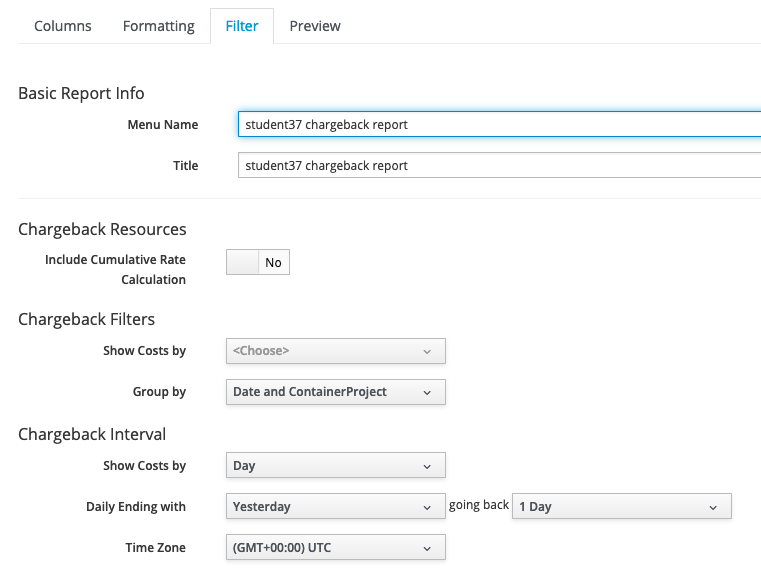 Columns Formatting Filter Preview
Basic Report Info
Menu Name student37 chargeback report
Title student37 chargeback report
Chargeback Resources
Include Cumulative Rate
Calculation No
Chargeback Filters
Show Costs by <Choose>
Group by Date and ContainerProject
Chargeback Interval
Show Costs by Day
Daily Ending with Yesterday going back 1 Day
Time Zone (GMT+00:00) UTC